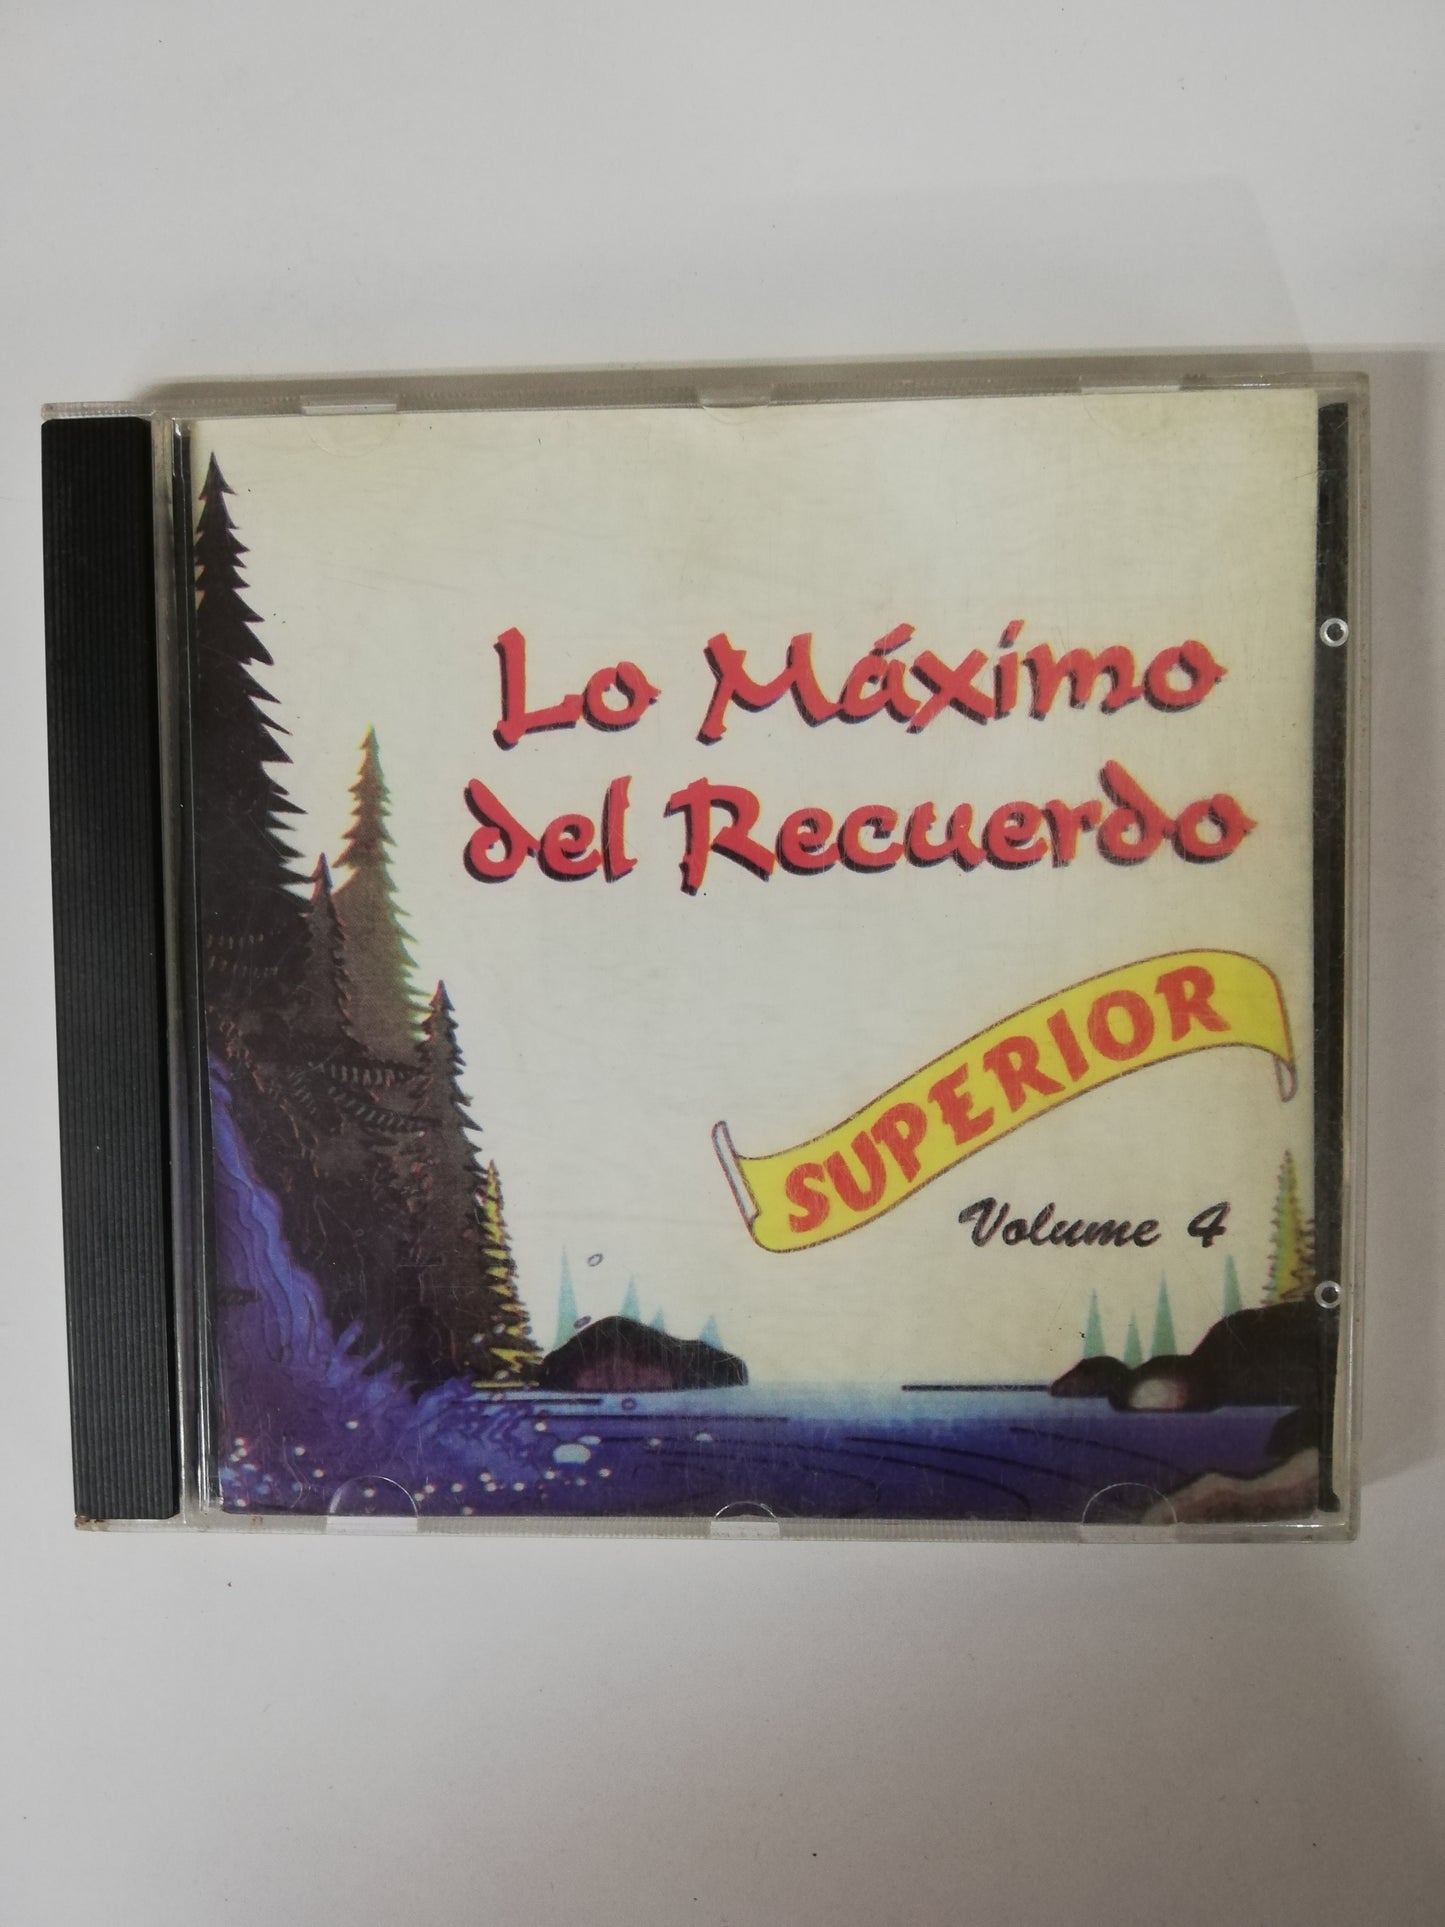 Lo Máximo
del Recuerdo
SUPERIOR
Volume 4